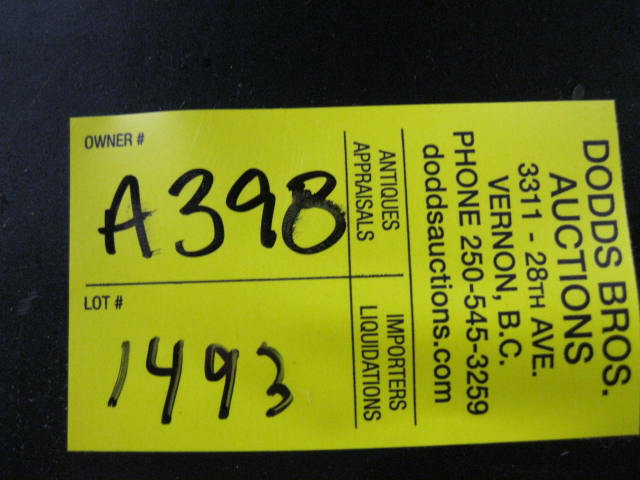 OWNER #
A398
LOT #
1493
ANTIQUES
APPRAISALS
IMPORTERS
LIQUIDATIONS
DODDS BROS.
AUCTIONS
3311 - 28TH AVE.
VERNON, B.C.
PHONE 250-545-3259
doddsauctions.com